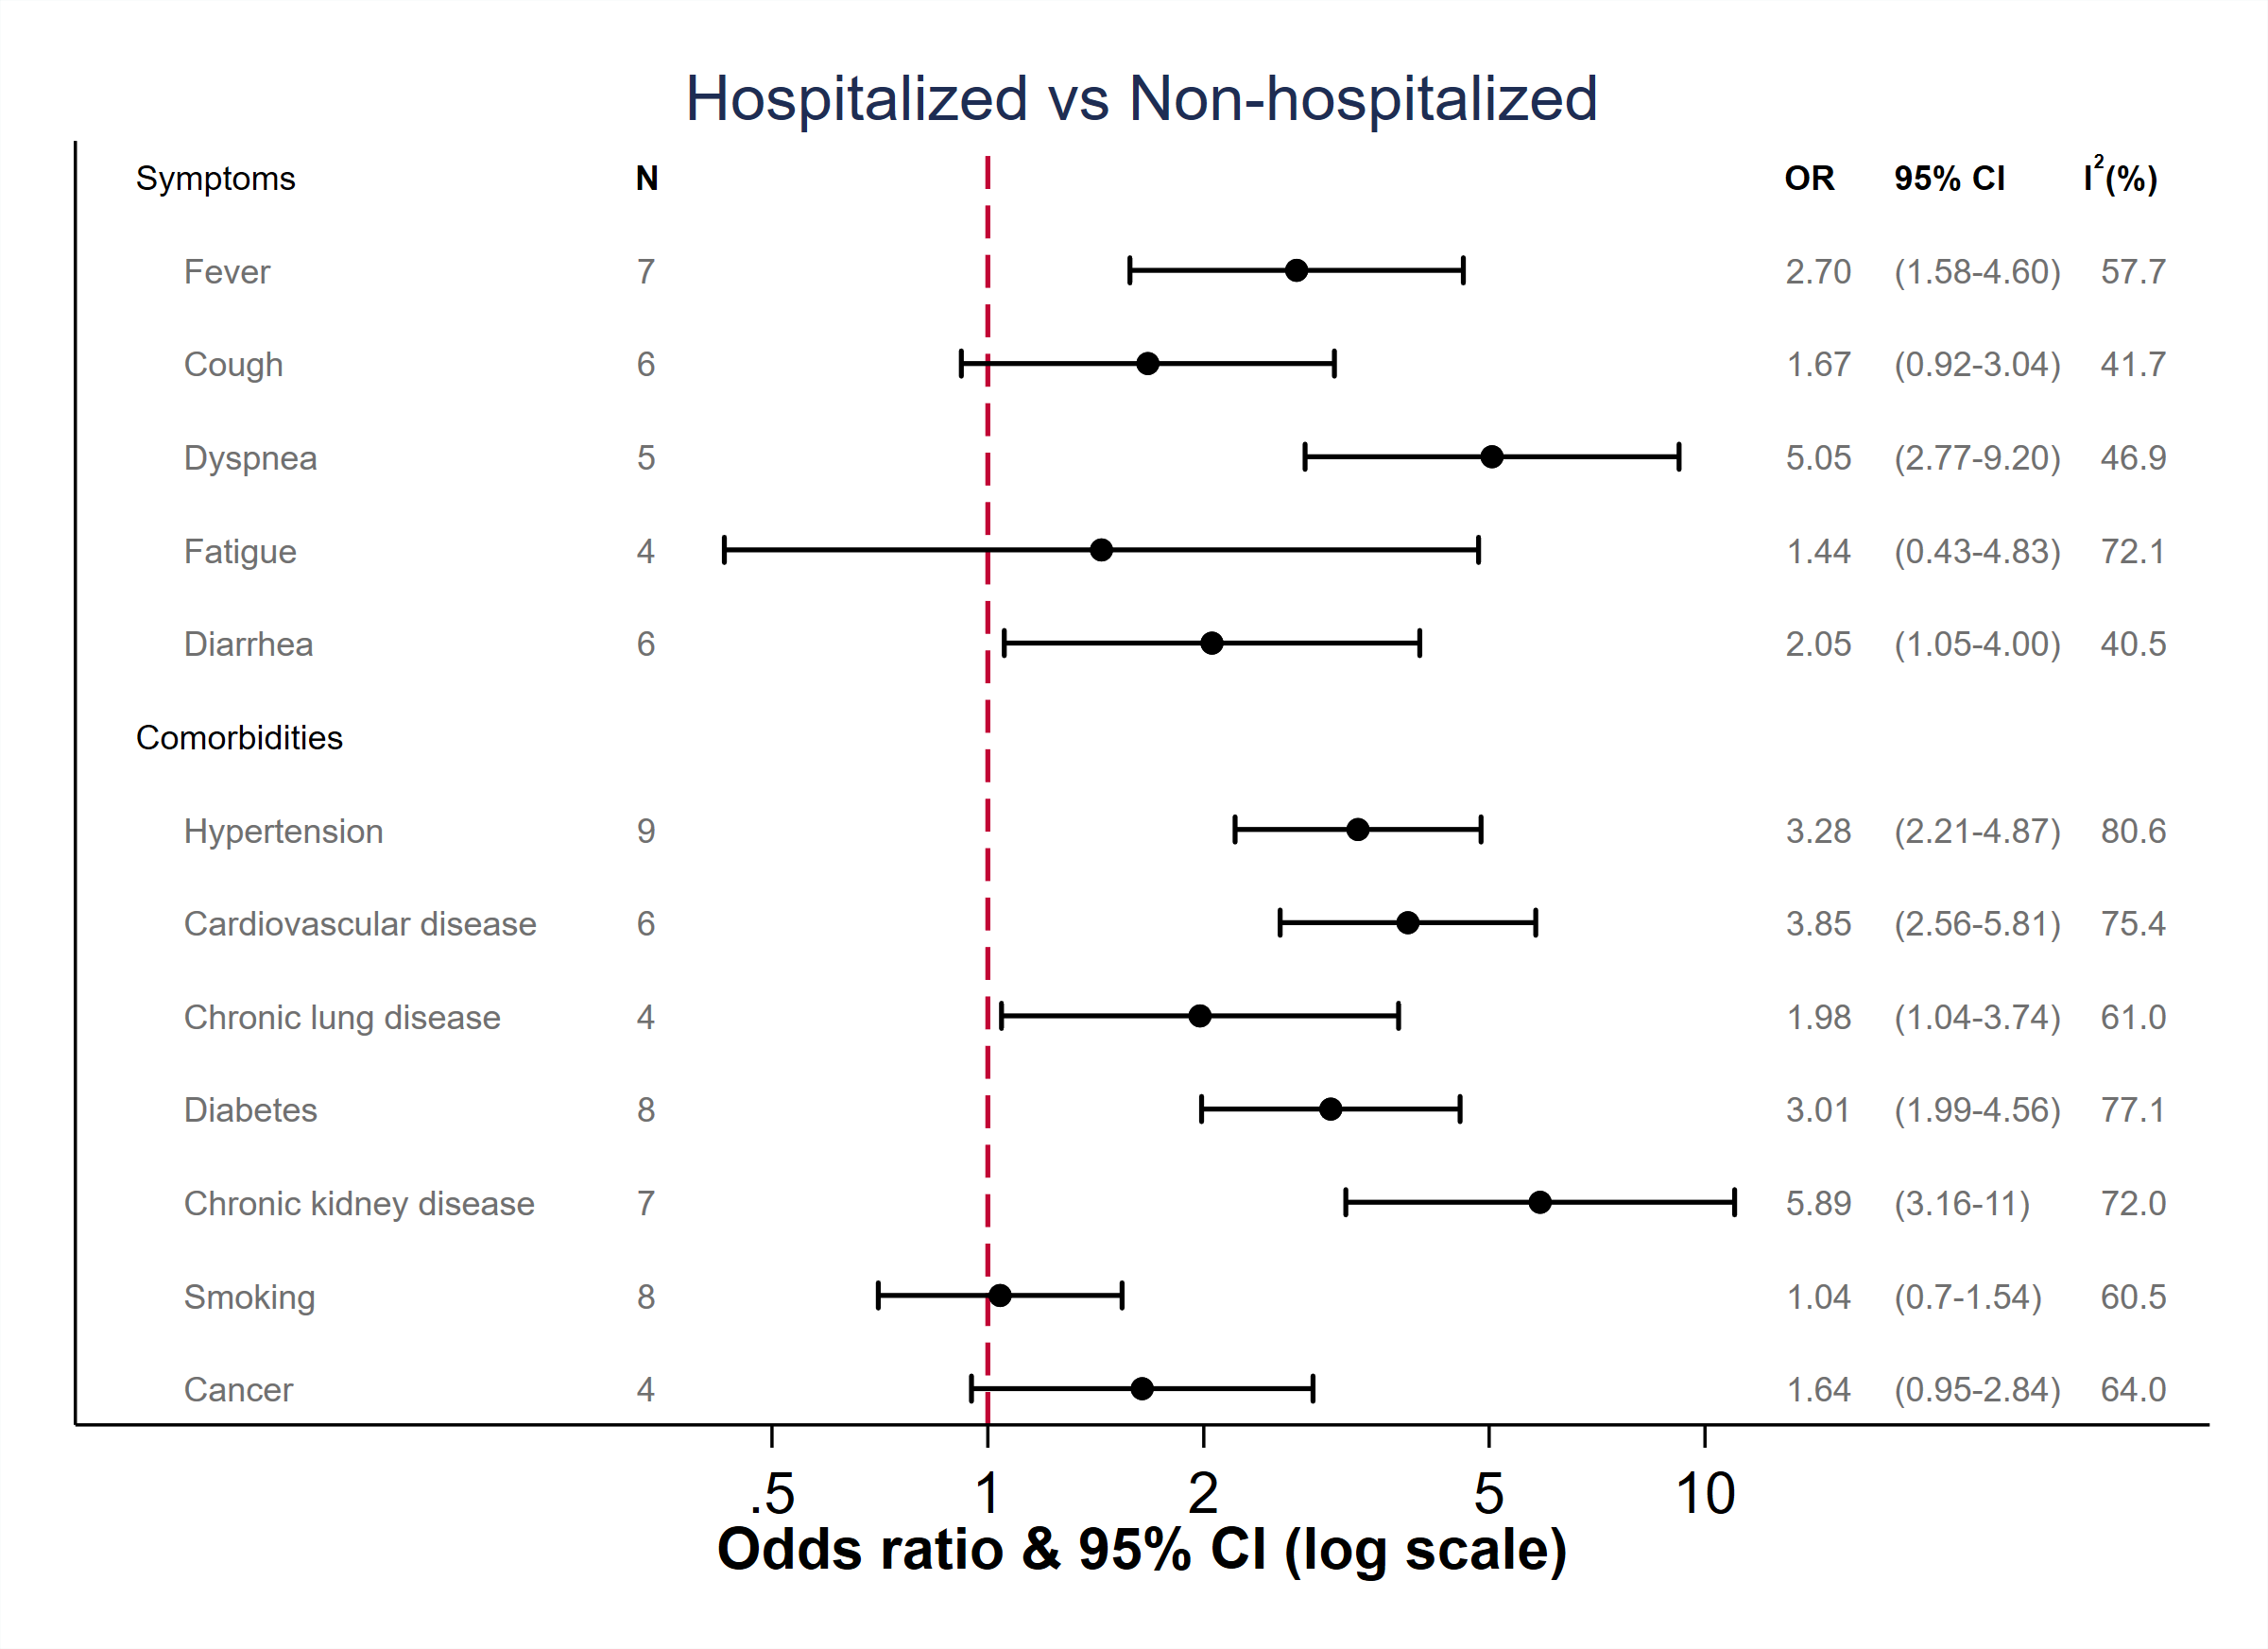 Hospitalized vs Non-hospitalized
Symptoms N OR 95% CI I²(%)
Fever 7 2.70 (1.58-4.60) 57.7
Cough 6 1.67 (0.92-3.04) 41.7
Dyspnea 5 5.05 (2.77-9.20) 46.9
Fatigue 4 1.44 (0.43-4.83) 72.1
Diarrhea 6 2.05 (1.05-4.00) 40.5
Comorbidities
Hypertension 9 3.28 (2.21-4.87) 80.6
Cardiovascular disease 6 3.85 (2.56-5.81) 75.4
Chronic lung disease 4 1.98 (1.04-3.74) 61.0
Diabetes 8 3.01 (1.99-4.56) 77.1
Chronic kidney disease 7 5.89 (3.16-11) 72.0
Smoking 8 1.04 (0.7-1.54) 60.5
Cancer 4 1.64 (0.95-2.84) 64.0
.5 1 2 5 10
Odds ratio & 95% CI (log scale)